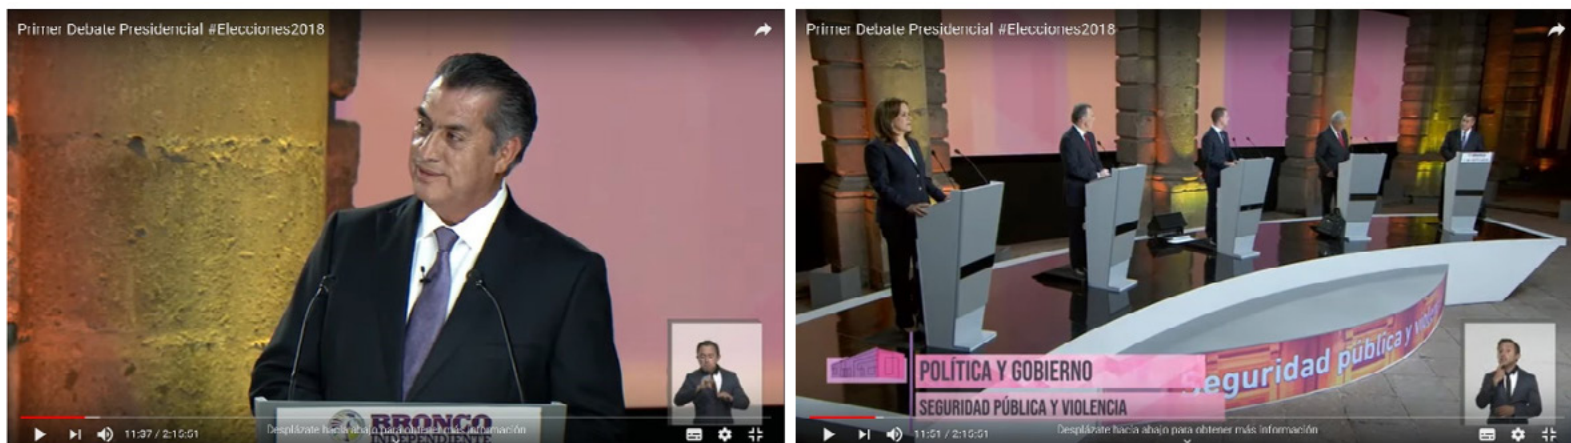 Primer Debate Presidencial #Elecciones2018
BRONCO
INDEPENDIENTE
11:37 / 2:15:51
Desplázate hacia abajo para obtener más información
Primer Debate Presidencial #Elecciones2018
POLÍTICA Y GOBIERNO
SEGURIDAD PÚBLICA Y VIOLENCIA
Seguridad pública y
11:51 / 2:15:51
Desplázate hacia abajo para obtener más información